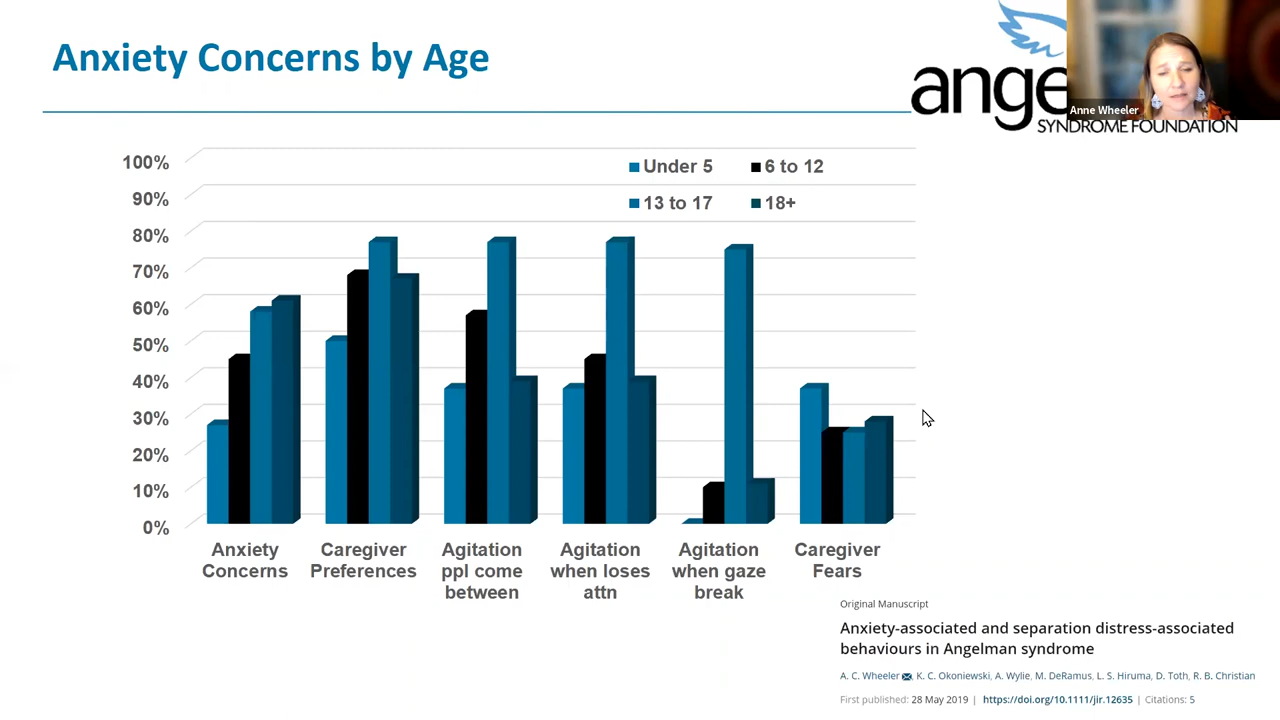 Anxiety Concerns by Age
ange
SYNDROME FOUNDATION
Anne Wheeler
100%
90%
80%
70%
60%
50%
40%
30%
20%
10%
0%
Under 5
6 to 12
13 to 17
18+
Anxiety
Concerns
Caregiver
Preferences
Agitation
ppl come
between
Agitation
when loses
attn
Agitation
when gaze
break
Caregiver
Fears
Original Manuscript
Anxiety-associated and separation distress-associated
behaviours in Angelman syndrome
A. C. Wheeler, K. C. Okoniewski, A. Wylie, M. DeRamus, L. S. Hiruma, D. Toth, R. B. Christian
First published: 28 May 2019 | https://doi.org/10.1111/jir.12635 | Citations: 5